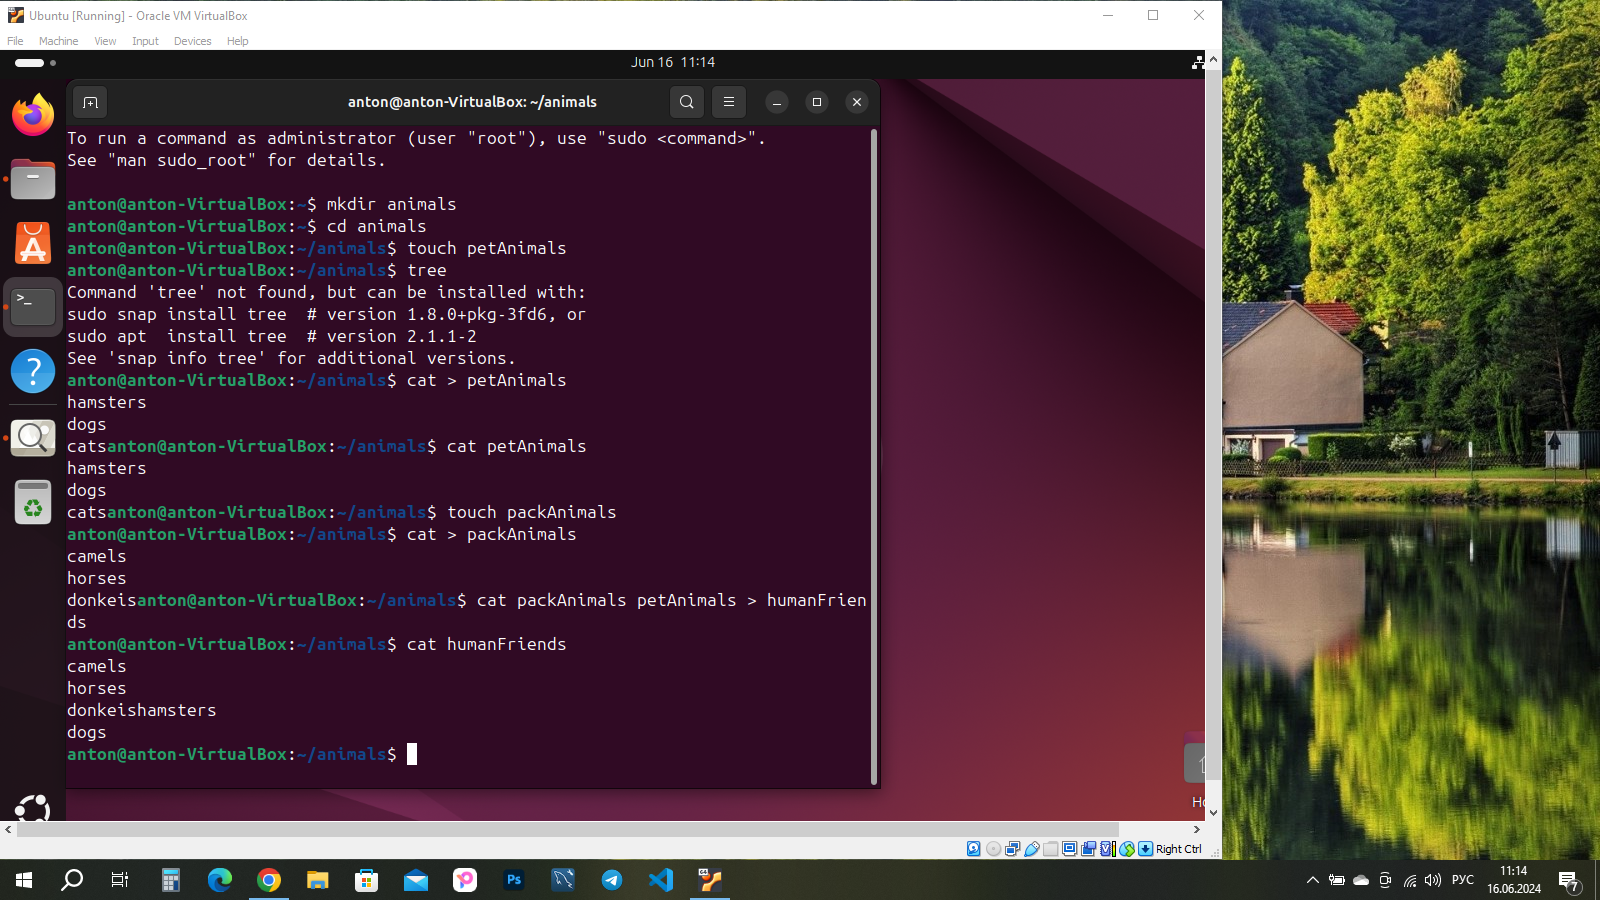 Ubuntu [Running] - Oracle VM VirtualBox
File Machine View Input Devices Help
Jun 16 11:14
anton@anton-VirtualBox: ~/animals
To run a command as administrator (user "root"), use "sudo <command>".
See "man sudo_root" for details.
anton@anton-VirtualBox:~$ mkdir animals
anton@anton-VirtualBox:~$ cd animals
anton@anton-VirtualBox:~/animals$ touch petAnimals
anton@anton-VirtualBox:~/animals$ tree
Command 'tree' not found, but can be installed with:
sudo snap install tree  # version 1.8.0+pkg-3fd6, or
sudo apt  install tree  # version 2.1.1-2
See 'snap info tree' for additional versions.
anton@anton-VirtualBox:~/animals$ cat > petAnimals
hamsters
dogs
catsanton@anton-VirtualBox:~/animals$ cat petAnimals
hamsters
dogs
catsanton@anton-VirtualBox:~/animals$ touch packAnimals
anton@anton-VirtualBox:~/animals$ cat > packAnimals
camels
horses
donkeisanton@anton-VirtualBox:~/animals$ cat packAnimals petAnimals > humanFrien
ds
anton@anton-VirtualBox:~/animals$ cat humanFriends
camels
horses
donkeishamsters
dogs
anton@anton-VirtualBox:~/animals$
Ho
Right Ctrl
Ps
РУС
11:14
16.06.2024
7